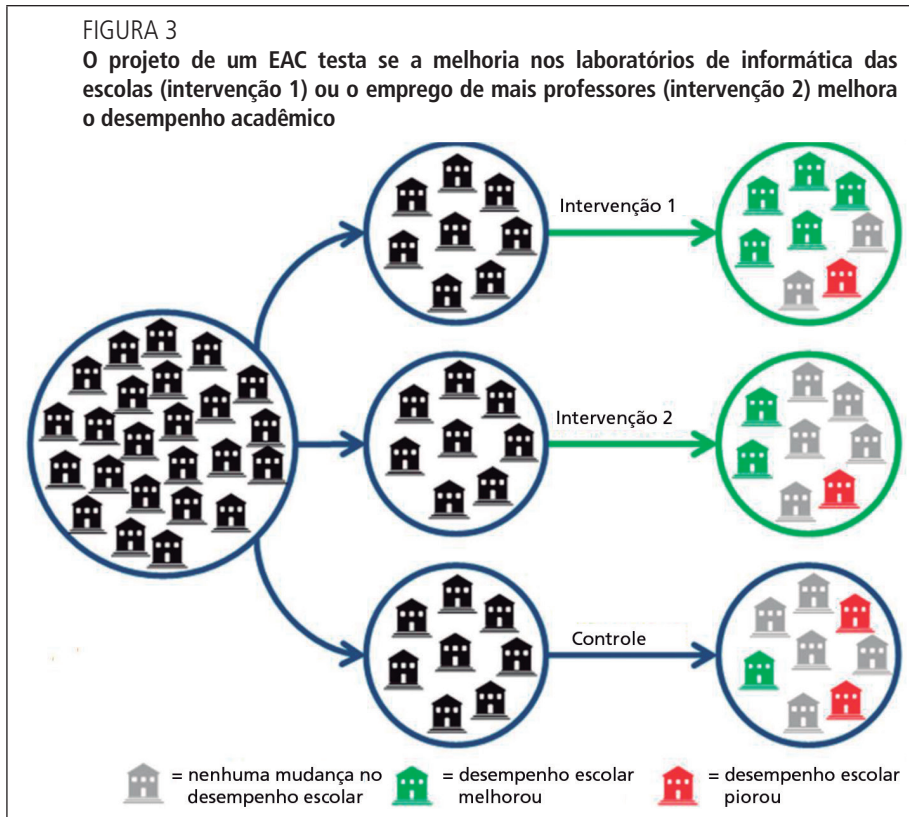 FIGURA 3
O projeto de um EAC testa se a melhoria nos laboratórios de informática das
escolas (intervenção 1) ou o emprego de mais professores (intervenção 2) melhora
o desempenho acadêmico
Intervenção 1
Intervenção 2
Controle
= nenhuma mudança no
desempenho escolar
= desempenho escolar
melhorou
= desempenho escolar
piorou